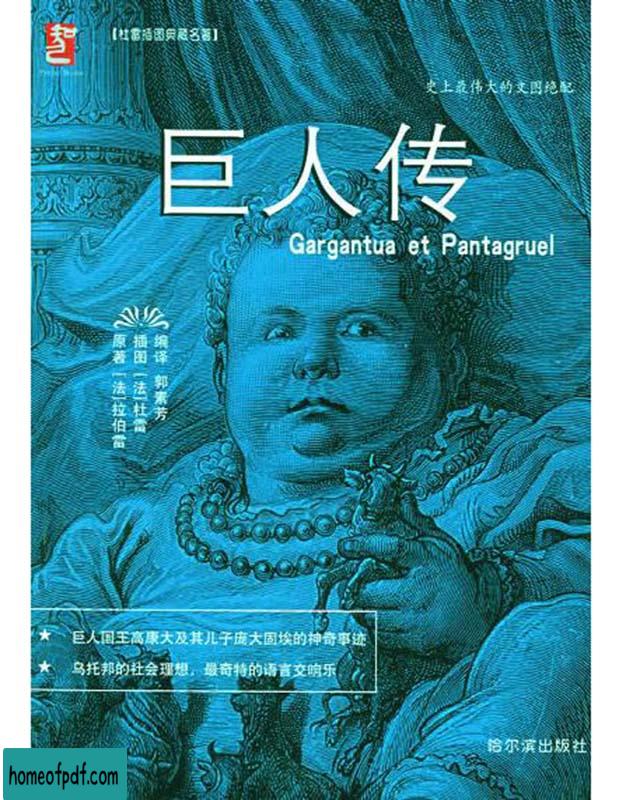 知己
【杜雷插图典藏名著】
史上最伟大的文图绝配
巨人传
Gargantua et Pantagruel
编译 郭素芳
插图 [法]杜雷
原著 [法]拉伯雷
★ 巨人国王高康大及其儿子庞大固埃的神奇事迹
★ 乌托邦的社会理想，最奇特的语言交响乐
哈尔滨出版社
homeofpdf.com